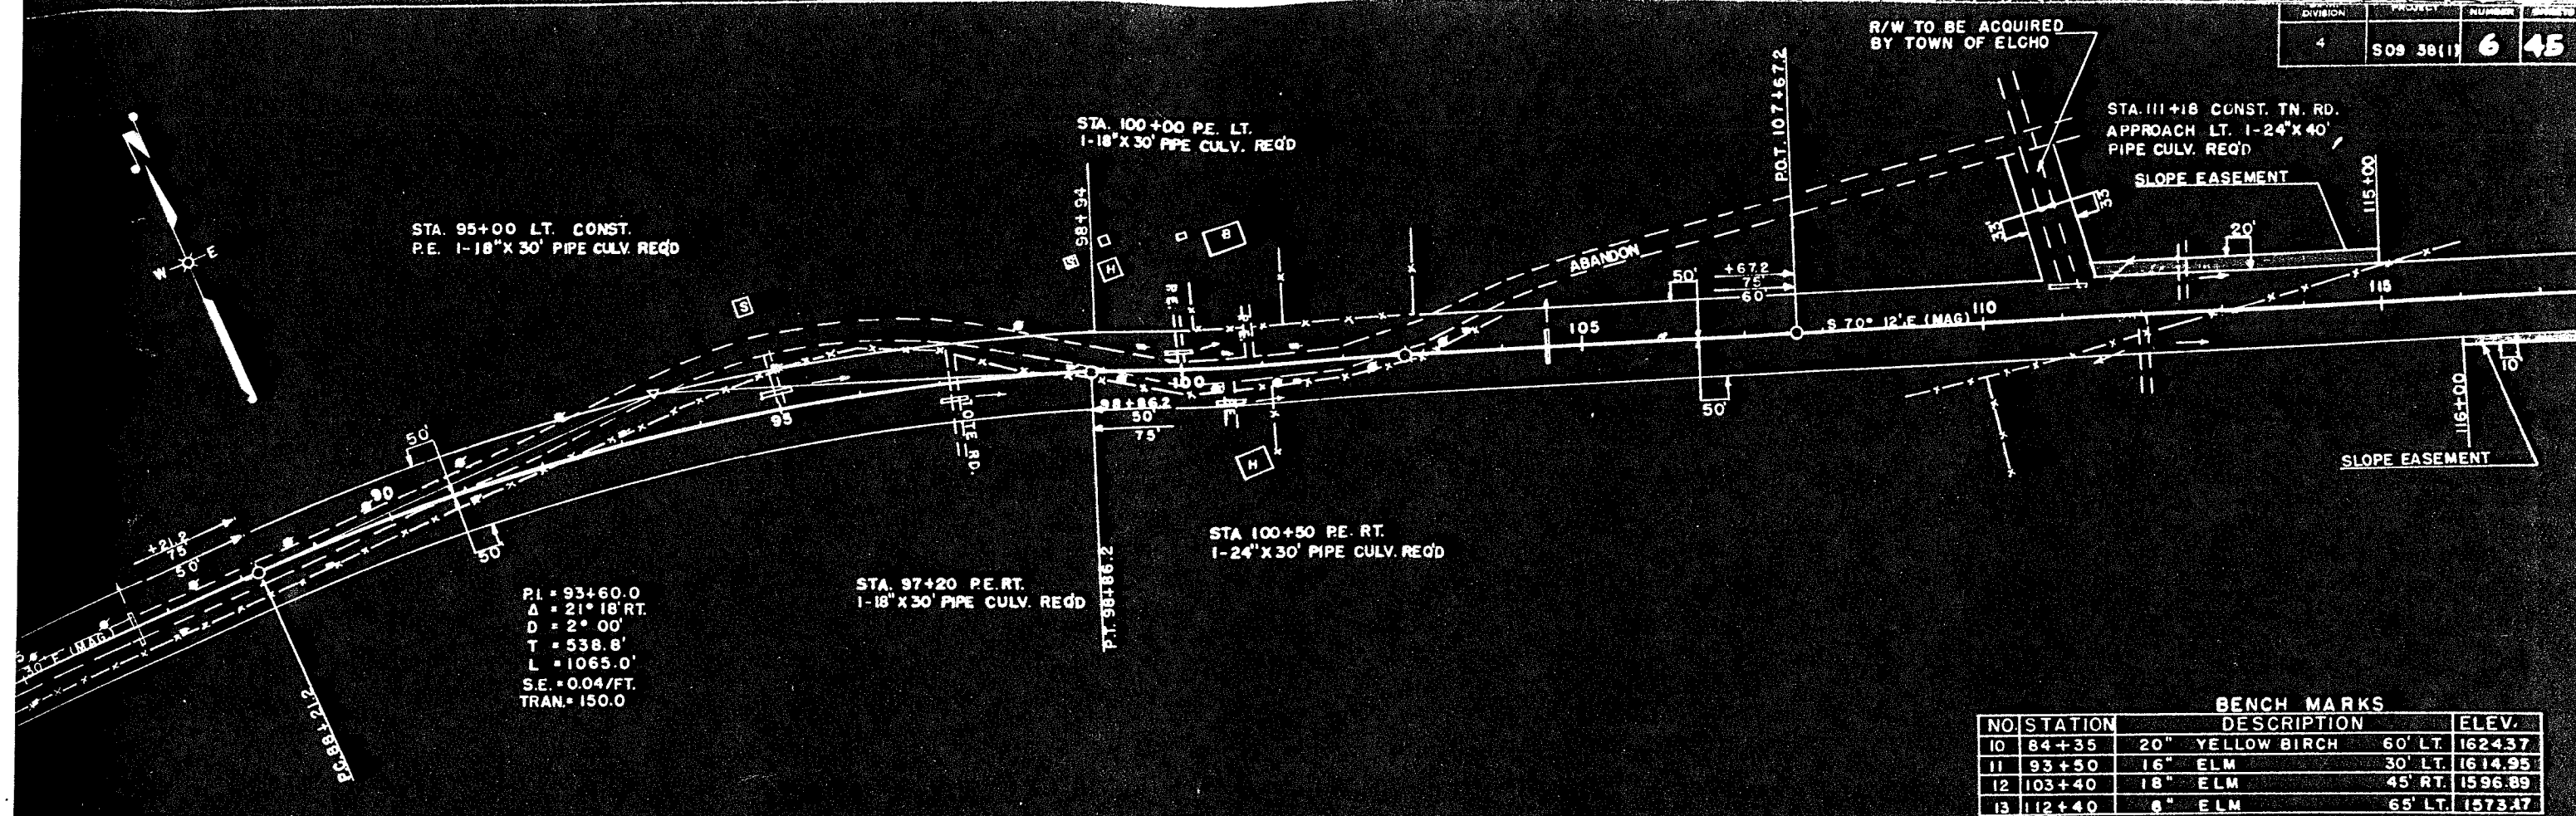 DIVISION PROJECT NUMBER SHEETS
4 S09 38(1) 6 45
R/W TO BE ACQUIRED
BY TOWN OF ELCHO
STA. 111+18 CONST. TN. RD.
APPROACH LT. 1-24"X 40'
PIPE CULV. REQ'D
SLOPE EASEMENT
115+00
P.O.T. 107+67.2
STA. 100+00 P.E. LT.
1-18"X 30' PIPE CULV. REQ'D
98+94
STA. 95+00 LT. CONST.
P.E. 1-18"X 30' PIPE CULV. REQ'D
W E
S
S
H
B
P.E.
ABANDON
50'
+67.2
75'
60'
33'
33'
20'
S 70° 12' E (MAG)
110
115
105
100
95
90
50'
50'
50'
10'
116+00
SLOPE EASEMENT
98+86.2
50'
75'
TOTE RD.
H
+21.2
75'
50'
30' E (MAG)
STA 100+50 P.E. RT.
1-24"X 30' PIPE CULV. REQ'D
STA. 97+20 P.E. RT.
1-18"X 30' PIPE CULV. REQ'D
P.T. 98+86.2
P.C. 88+21.2
P.I. = 93+60.0
Δ = 21° 18' RT.
D = 2° 00'
T = 538.8'
L = 1065.0'
S.E. = 0.04/FT.
TRAN. = 150.0
BENCH MARKS
NO. STATION DESCRIPTION ELEV.
10 84+35 20" YELLOW BIRCH 60' LT. 1624.37
11 93+50 16" ELM 30' LT. 1614.95
12 103+40 18" ELM 45' RT. 1596.89
13 112+40 8" ELM 65' LT.